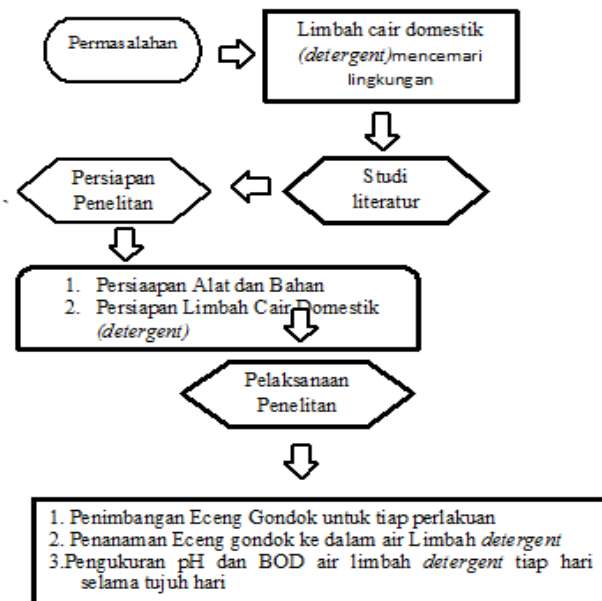 Permasalahan
Limbah cair domestik
(detergent)mencemari
lingkungan
Studi
literatur
Persiapan
Penelitan
1. Persiaapan Alat dan Bahan
2. Persiapan Limbah Cair Domestik
(detergent)
Pelaksanaan
Penelitan
1. Penimbangan Eceng Gondok untuk tiap perlakuan
2. Penanaman Eceng gondok ke dalam air Limbah detergent
3.Pengukuran pH dan BOD air limbah detergent tiap hari
selama tujuh hari